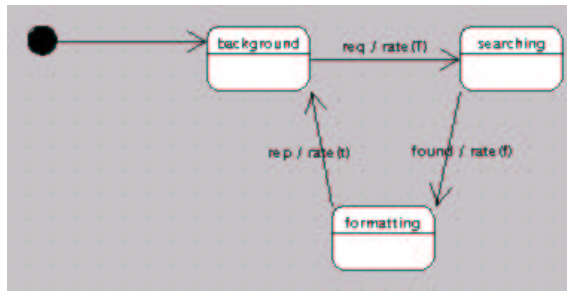 background
req / rate(T)
searching
rep / rate(t)
found / rate(f)
formatting